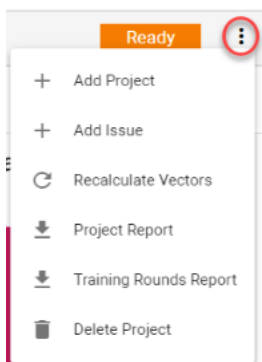 Ready
Add Project
Add Issue
Recalculate Vectors
Project Report
Training Rounds Report
Delete Project